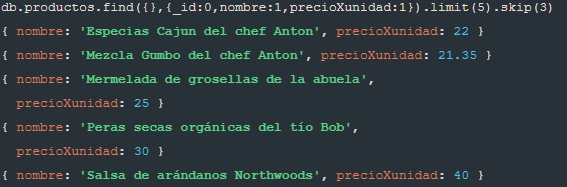 db.productos.find({},{_id:0,nombre:1,precioXunidad:1}).limit(5).skip(3)
{ nombre: 'Especias Cajun del chef Anton', precioXunidad: 22 }
{ nombre: 'Mezcla Gumbo del chef Anton', precioXunidad: 21.35 }
{ nombre: 'Mermelada de grosellas de la abuela',
  precioXunidad: 25 }
{ nombre: 'Peras secas orgánicas del tío Bob',
  precioXunidad: 30 }
{ nombre: 'Salsa de arándanos Northwoods', precioXunidad: 40 }